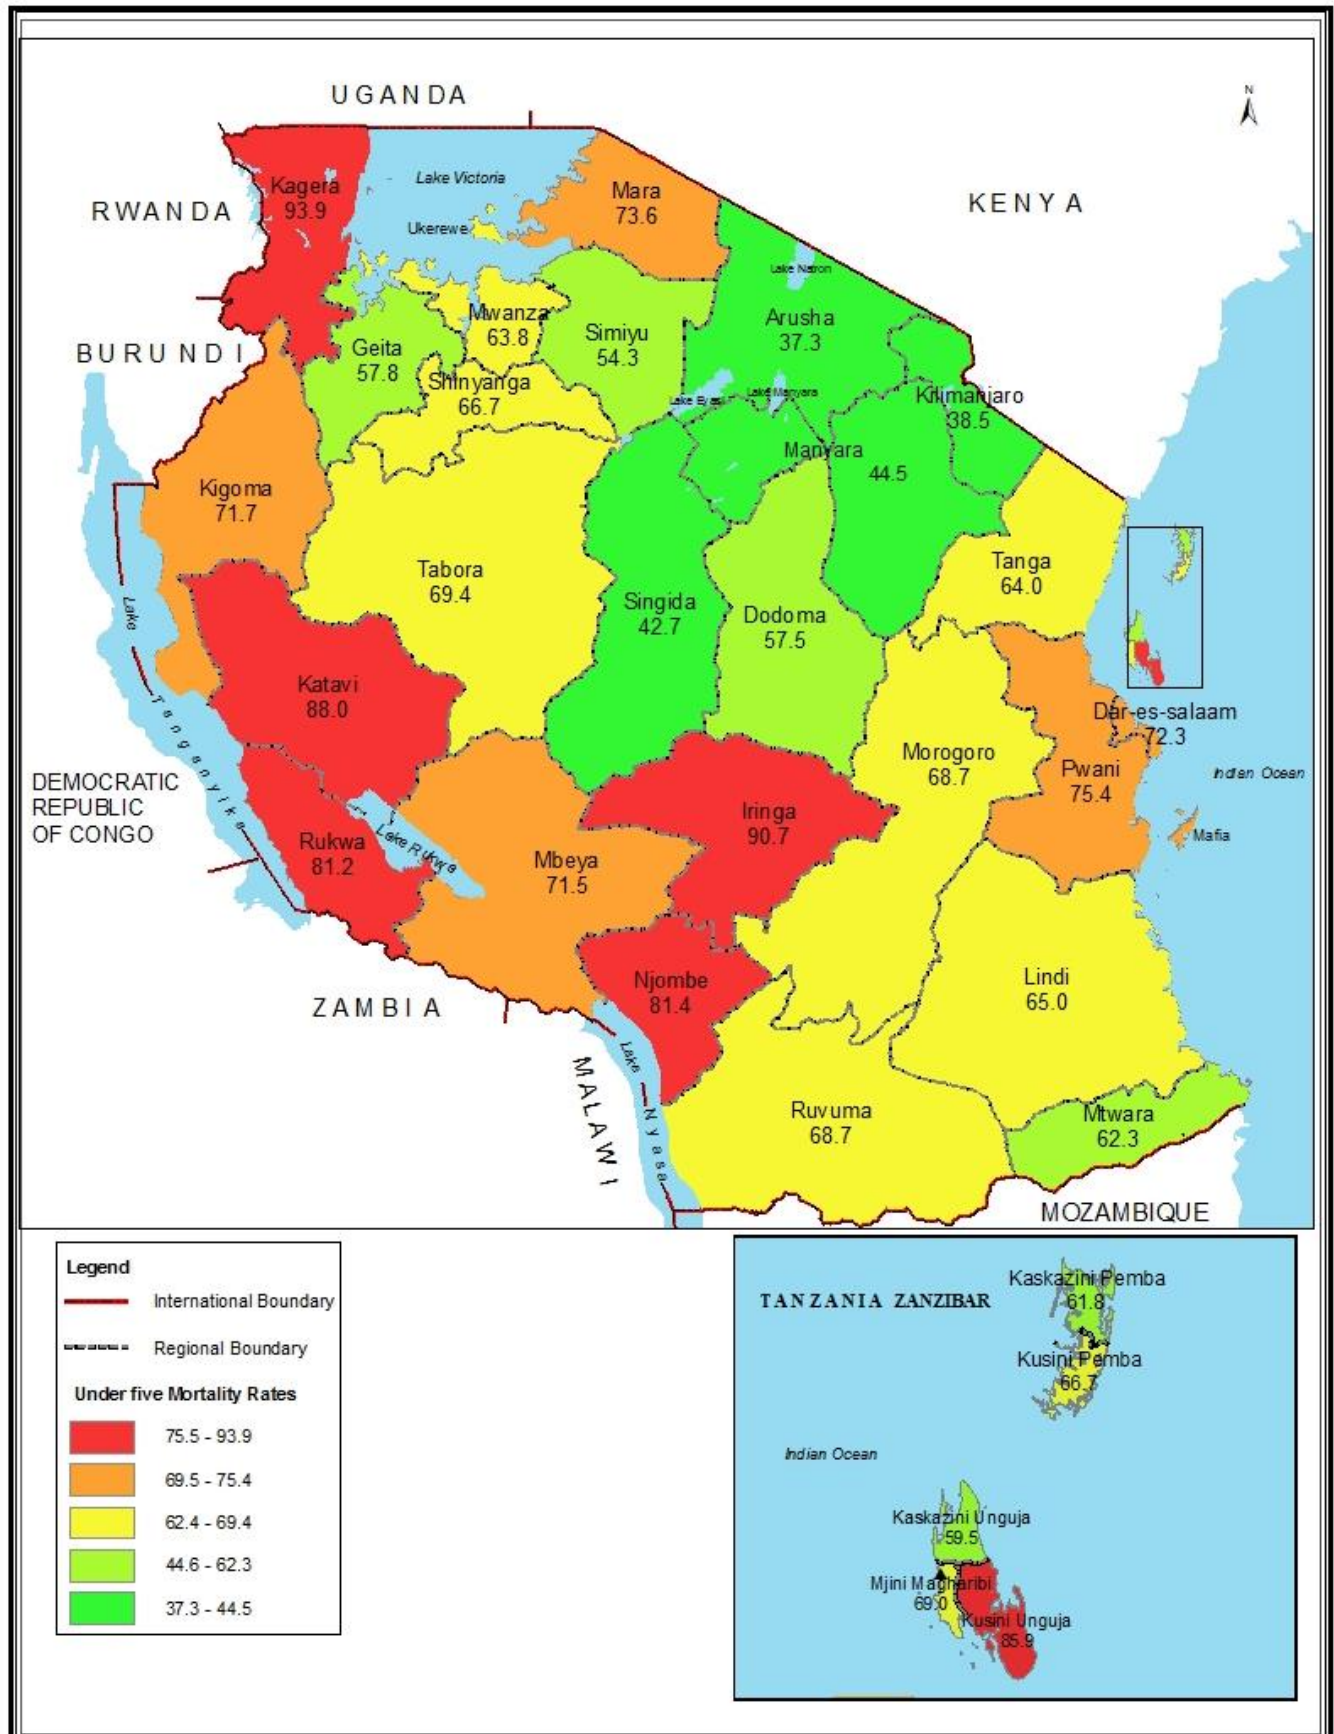 N
UGANDA
KENYA
RWANDA
BURUNDI
Kagera
93.9
Lake Victoria
Ukerewe
Mara
73.6
Lake Natron
Arusha
37.3
Mwanza
63.8
Simiyu
54.3
Geita
57.8
Shinyanga
66.7
Lake Eyasi
Lake Manyara
Kilimanjaro
38.5
Manyara
44.5
Kigoma
71.7
Tabora
69.4
Singida
42.7
Dodoma
57.5
Tanga
64.0
Lake Tanganyika
Katavi
88.0
Dar-es-salaam
72.3
Morogoro
68.7
Pwani
75.4
Indian Ocean
DEMOCRATIC
REPUBLIC
OF CONGO
Iringa
90.7
Rukwa
81.2
Lake Rukwa
Mbeya
71.5
Mafia
Njombe
81.4
Lindi
65.0
ZAMBIA
MALAWI
Lake Nyasa
Ruvuma
68.7
Mtwara
62.3
MOZAMBIQUE
Legend
International Boundary
Regional Boundary
Under five Mortality Rates
75.5 - 93.9
69.5 - 75.4
62.4 - 69.4
44.6 - 62.3
37.3 - 44.5
TANZANIA ZANZIBAR
Kaskazini Pemba
61.8
Kusini Pemba
66.7
Indian Ocean
Kaskazini Unguja
59.5
Mjini Magharibi
69.0
Kusini Unguja
85.9